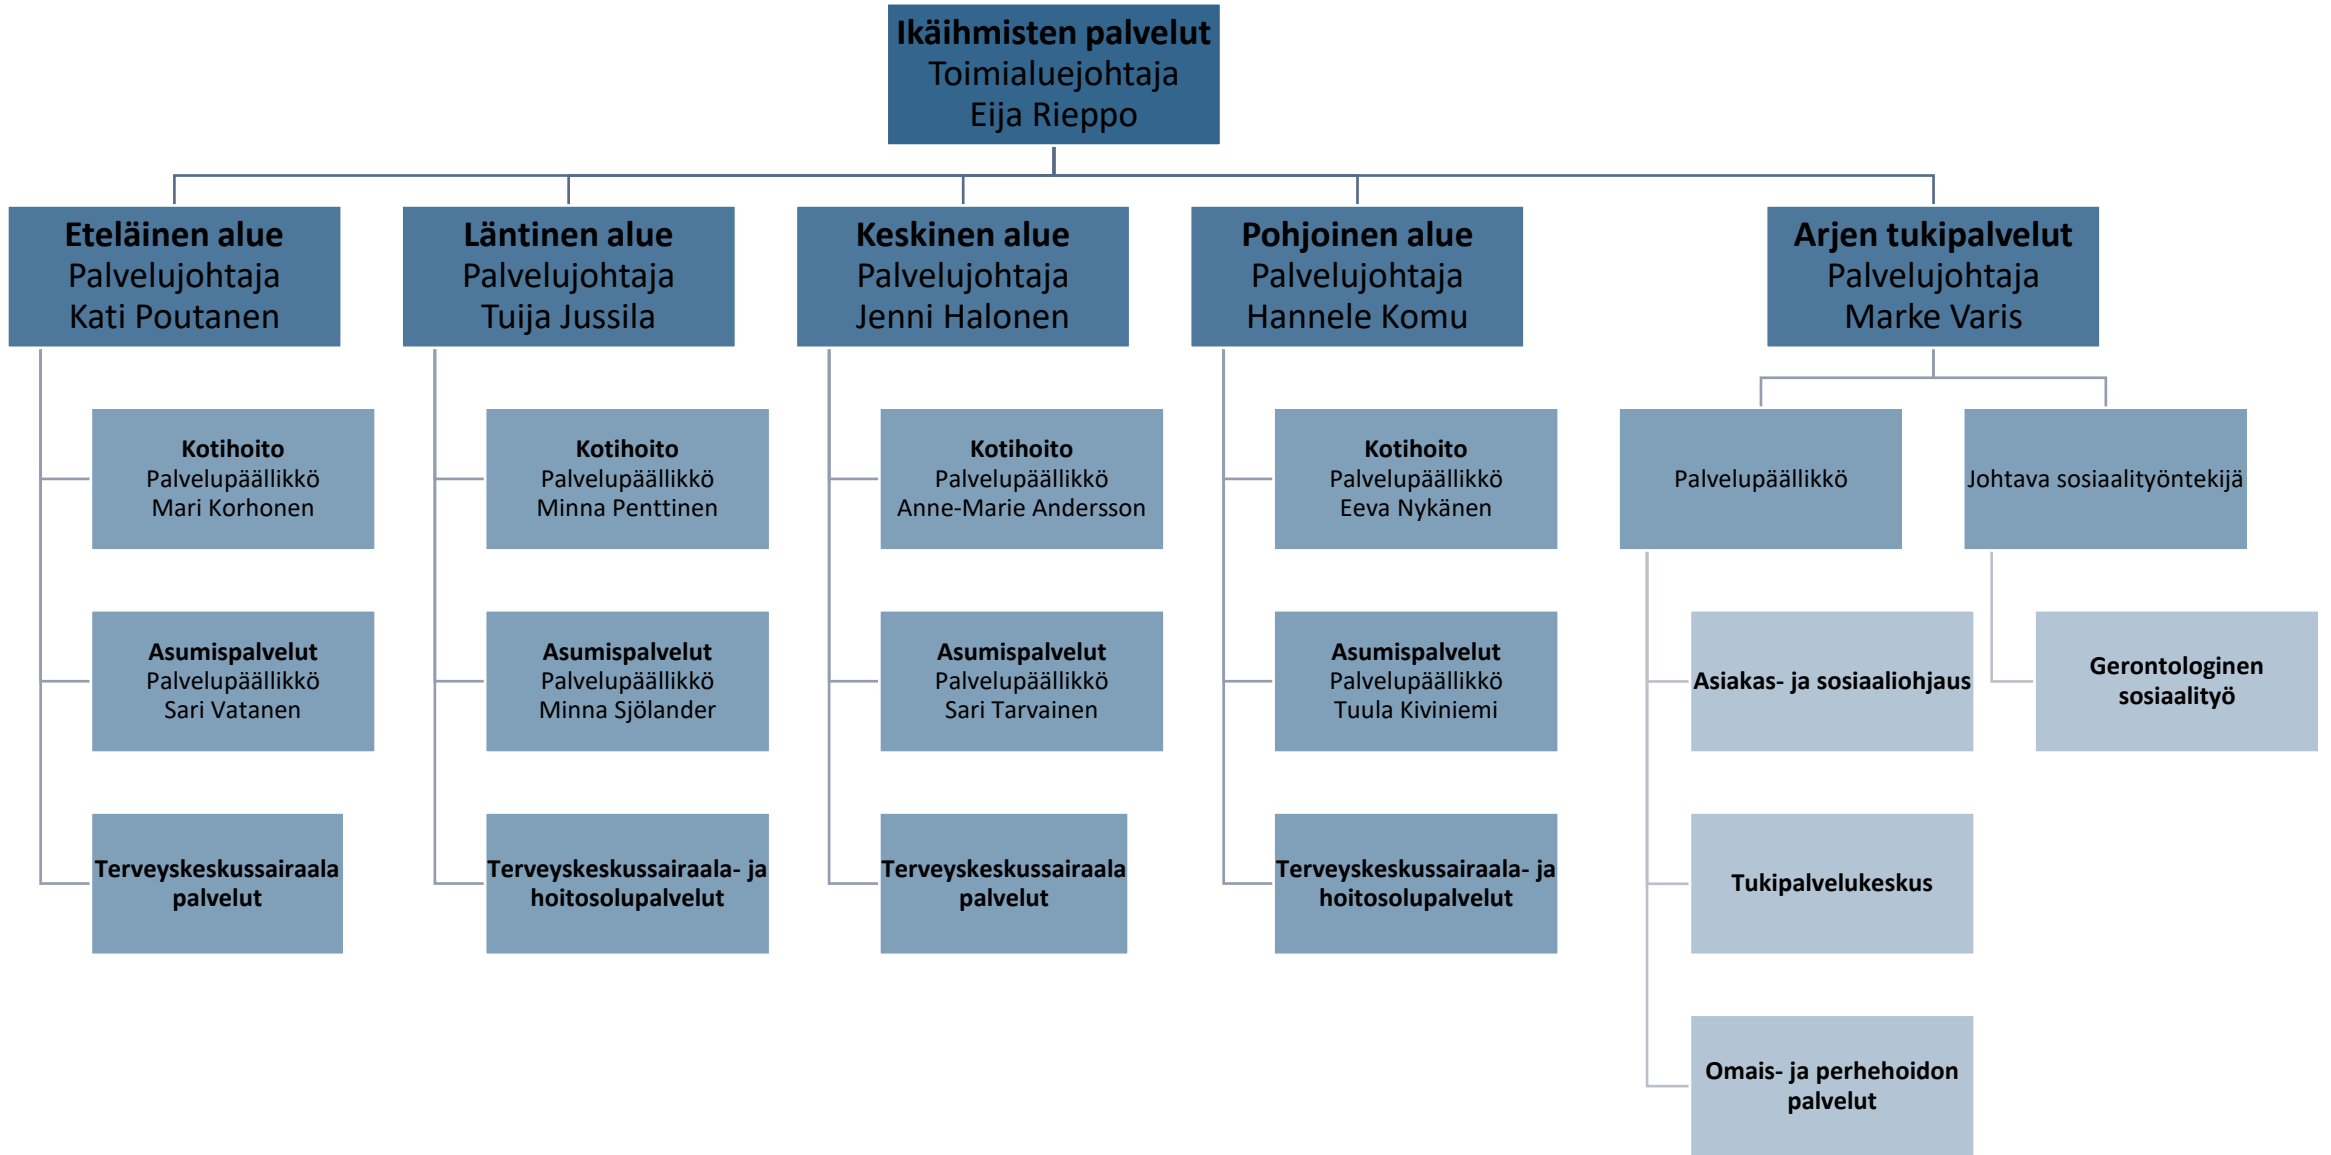 Ikäihmisten palvelut
Toimialuejohtaja
Eija Rieppo
Eteläinen alue
Palvelujohtaja
Kati Poutanen
Läntinen alue
Palvelujohtaja
Tuija Jussila
Keskinen alue
Palvelujohtaja
Jenni Halonen
Pohjoinen alue
Palvelujohtaja
Hannele Komu
Arjen tukipalvelut
Palvelujohtaja
Marke Varis
Kotihoito
Palvelupäällikkö
Mari Korhonen
Kotihoito
Palvelupäällikkö
Minna Penttinen
Kotihoito
Palvelupäällikkö
Anne-Marie Andersson
Kotihoito
Palvelupäällikkö
Eeva Nykänen
Palvelupäällikkö
Johtava sosiaalityöntekijä
Asumispalvelut
Palvelupäällikkö
Sari Vatanen
Asumispalvelut
Palvelupäällikkö
Minna Sjölander
Asumispalvelut
Palvelupäällikkö
Sari Tarvainen
Asumispalvelut
Palvelupäällikkö
Tuula Kiviniemi
Asiakas- ja sosiaaliohjaus
Gerontologinen
sosiaalityö
Terveyskeskussairaala
palvelut
Terveyskeskussairaala- ja
hoitosolupalvelut
Terveyskeskussairaala
palvelut
Terveyskeskussairaala- ja
hoitosolupalvelut
Tukipalvelukeskus
Omais- ja perhehoidon
palvelut